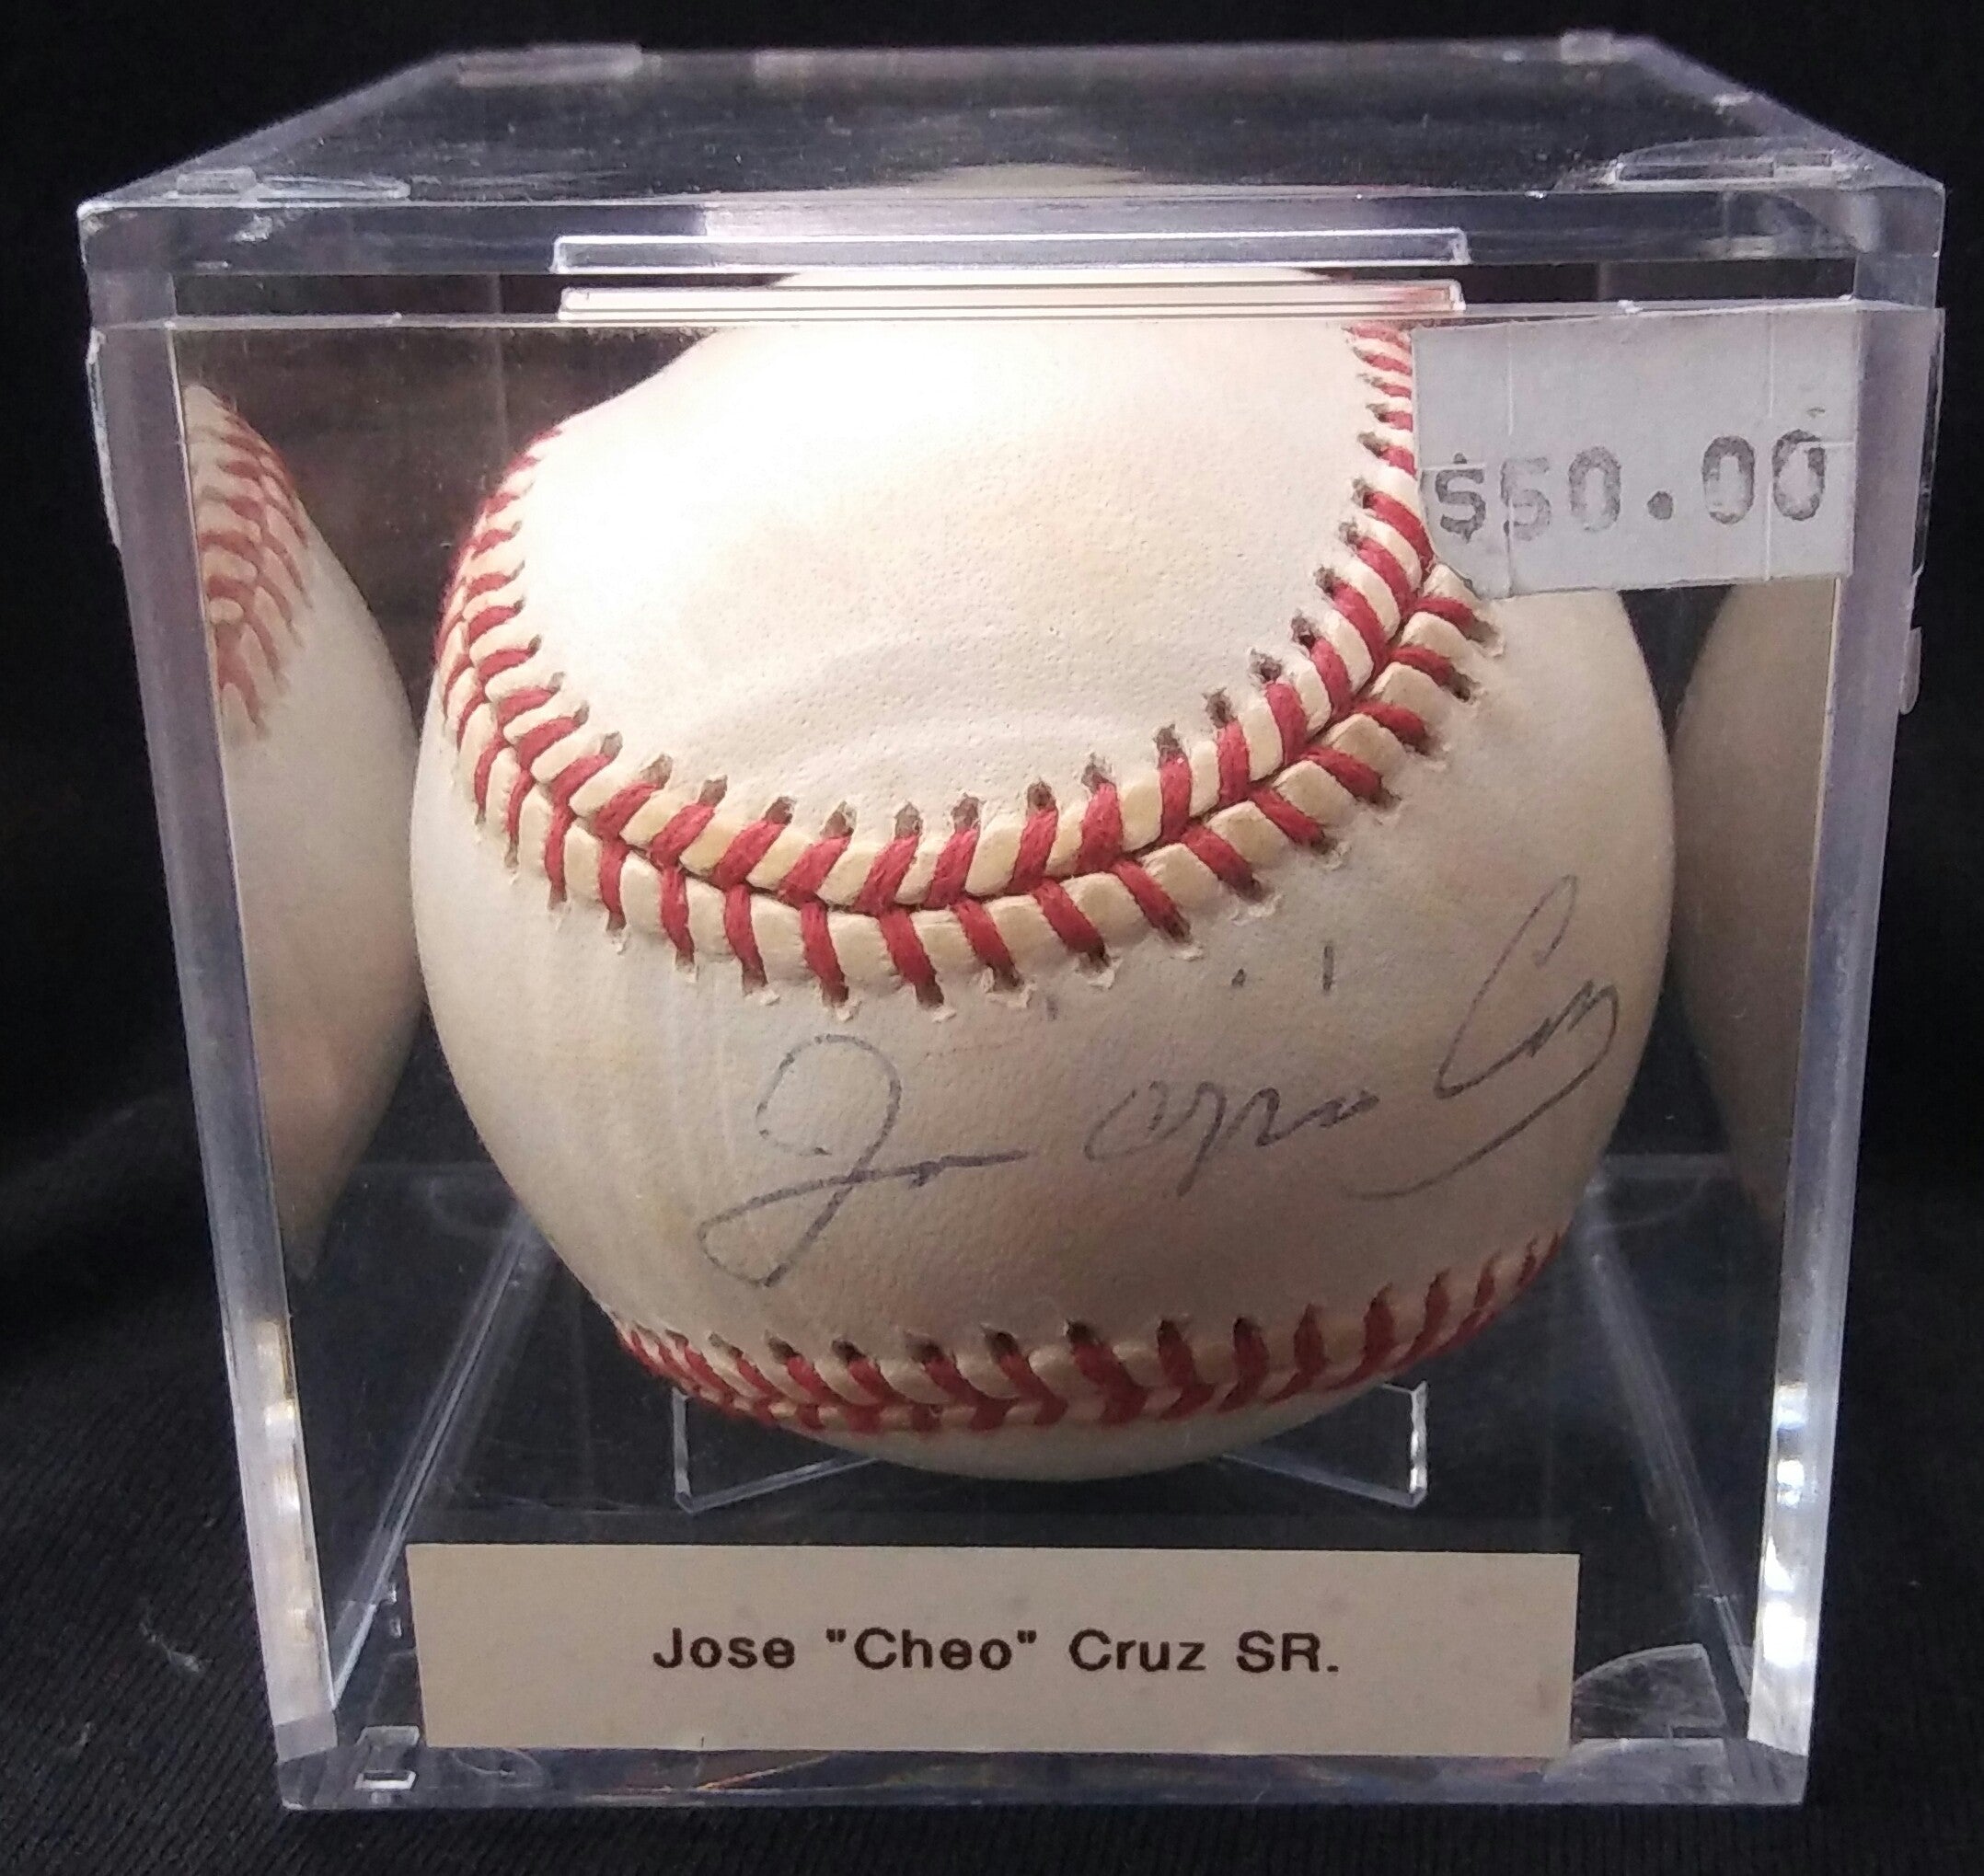 $50.00
Jose "Cheo" Cruz SR.